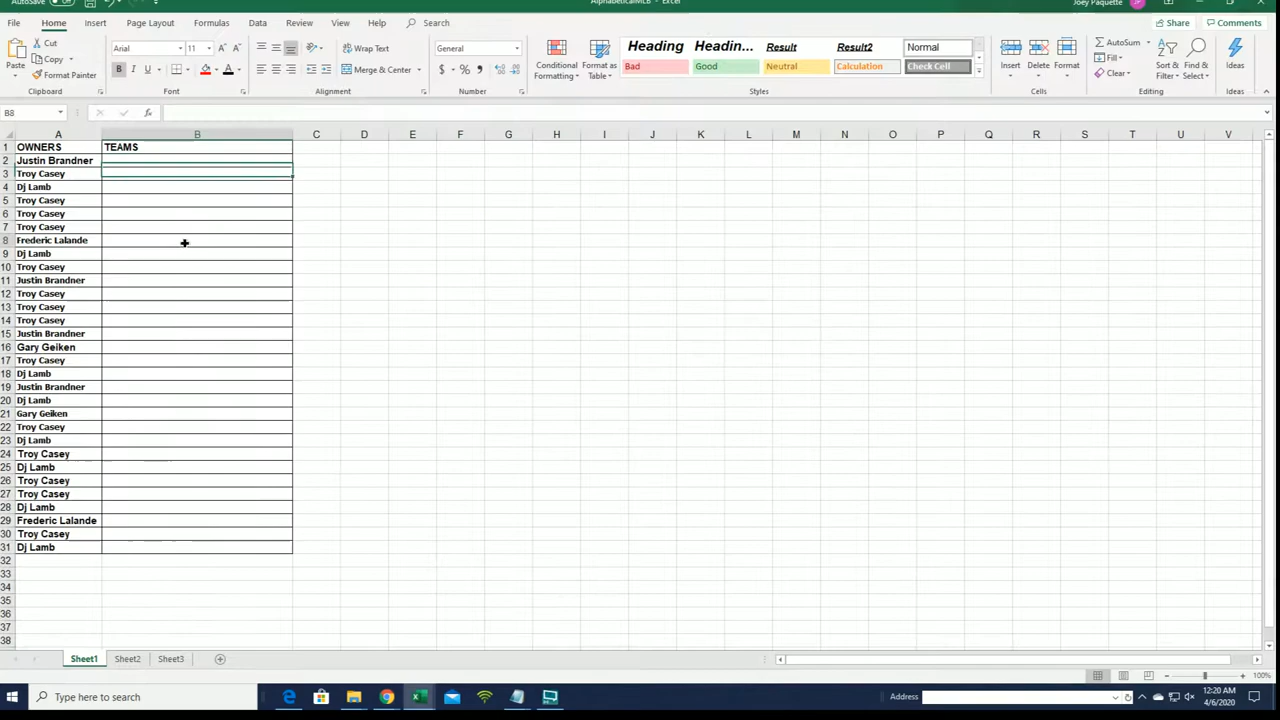 AutoSave
AlphabeticalMLB - Excel
Joey Paquette
File Home Insert Page Layout Formulas Data Review View Help Search Share Comments
Paste Cut Copy Format Painter
Arial 11 Wrap Text Merge & Center General
Conditional Formatting Format as Table
Heading Headin... Result Result2 Normal
Bad Good Neutral Calculation Check Cell
Insert Delete Format AutoSum Fill Clear Sort & Filter Find & Select Ideas
Clipboard Font Alignment Number Styles Cells Editing Ideas
B8 fx
A B C D E F G H I J K L M N O P Q R S T U V
1 OWNERS TEAMS
2 Justin Brandner
3 Troy Casey
4 Dj Lamb
5 Troy Casey
6 Troy Casey
7 Troy Casey
8 Frederic Lalande
9 Dj Lamb
10 Troy Casey
11 Justin Brandner
12 Troy Casey
13 Troy Casey
14 Troy Casey
15 Justin Brandner
16 Gary Geiken
17 Troy Casey
18 Dj Lamb
19 Justin Brandner
20 Dj Lamb
21 Gary Geiken
22 Troy Casey
23 Dj Lamb
24 Troy Casey
25 Dj Lamb
26 Troy Casey
27 Troy Casey
28 Dj Lamb
29 Frederic Lalande
30 Troy Casey
31 Dj Lamb
32
33
34
35
36
37
38
Sheet1 Sheet2 Sheet3
100%
Type here to search
Address
12:20 AM
4/6/2020